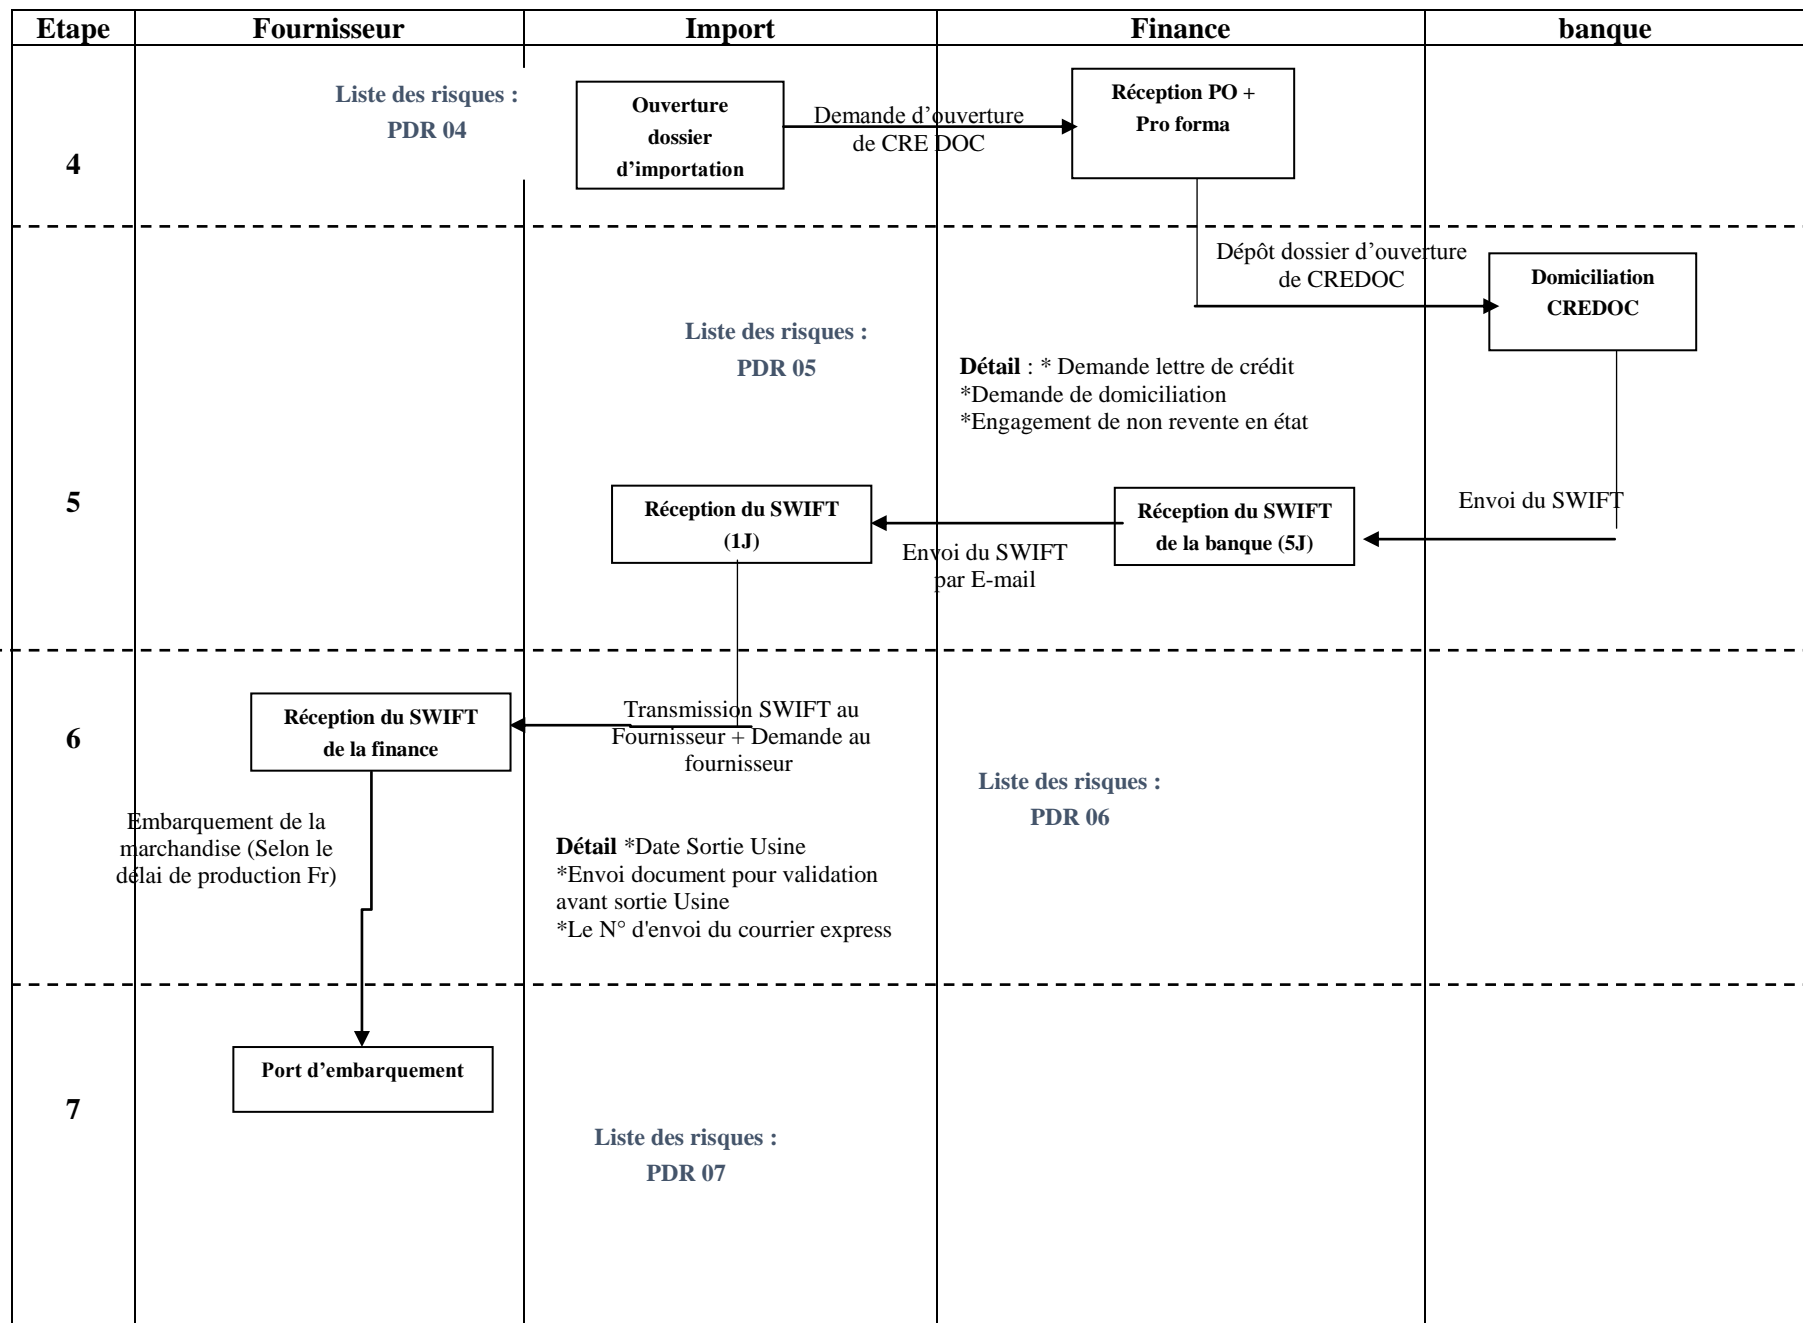 Etape
Fournisseur
Import
Finance
banque
4
Liste des risques :
PDR 04
Ouverture
dossier
d’importation
Demande d’ouverture
de CRE DOC
Réception PO +
Pro forma
Dépôt dossier d’ouverture
de CREDOC
Domiciliation
CREDOC
5
Liste des risques :
PDR 05
Détail : * Demande lettre de crédit
*Demande de domiciliation
*Engagement de non revente en état
Réception du SWIFT
(1J)
Envoi du SWIFT
par E-mail
Réception du SWIFT
de la banque (5J)
Envoi du SWIFT
6
Réception du SWIFT
de la finance
Transmission SWIFT au
Fournisseur + Demande au
fournisseur
Liste des risques :
PDR 06
Embarquement de la
marchandise (Selon le
délai de production Fr)
Détail *Date Sortie Usine
*Envoi document pour validation
avant sortie Usine
*Le N° d'envoi du courrier express
7
Port d’embarquement
Liste des risques :
PDR 07